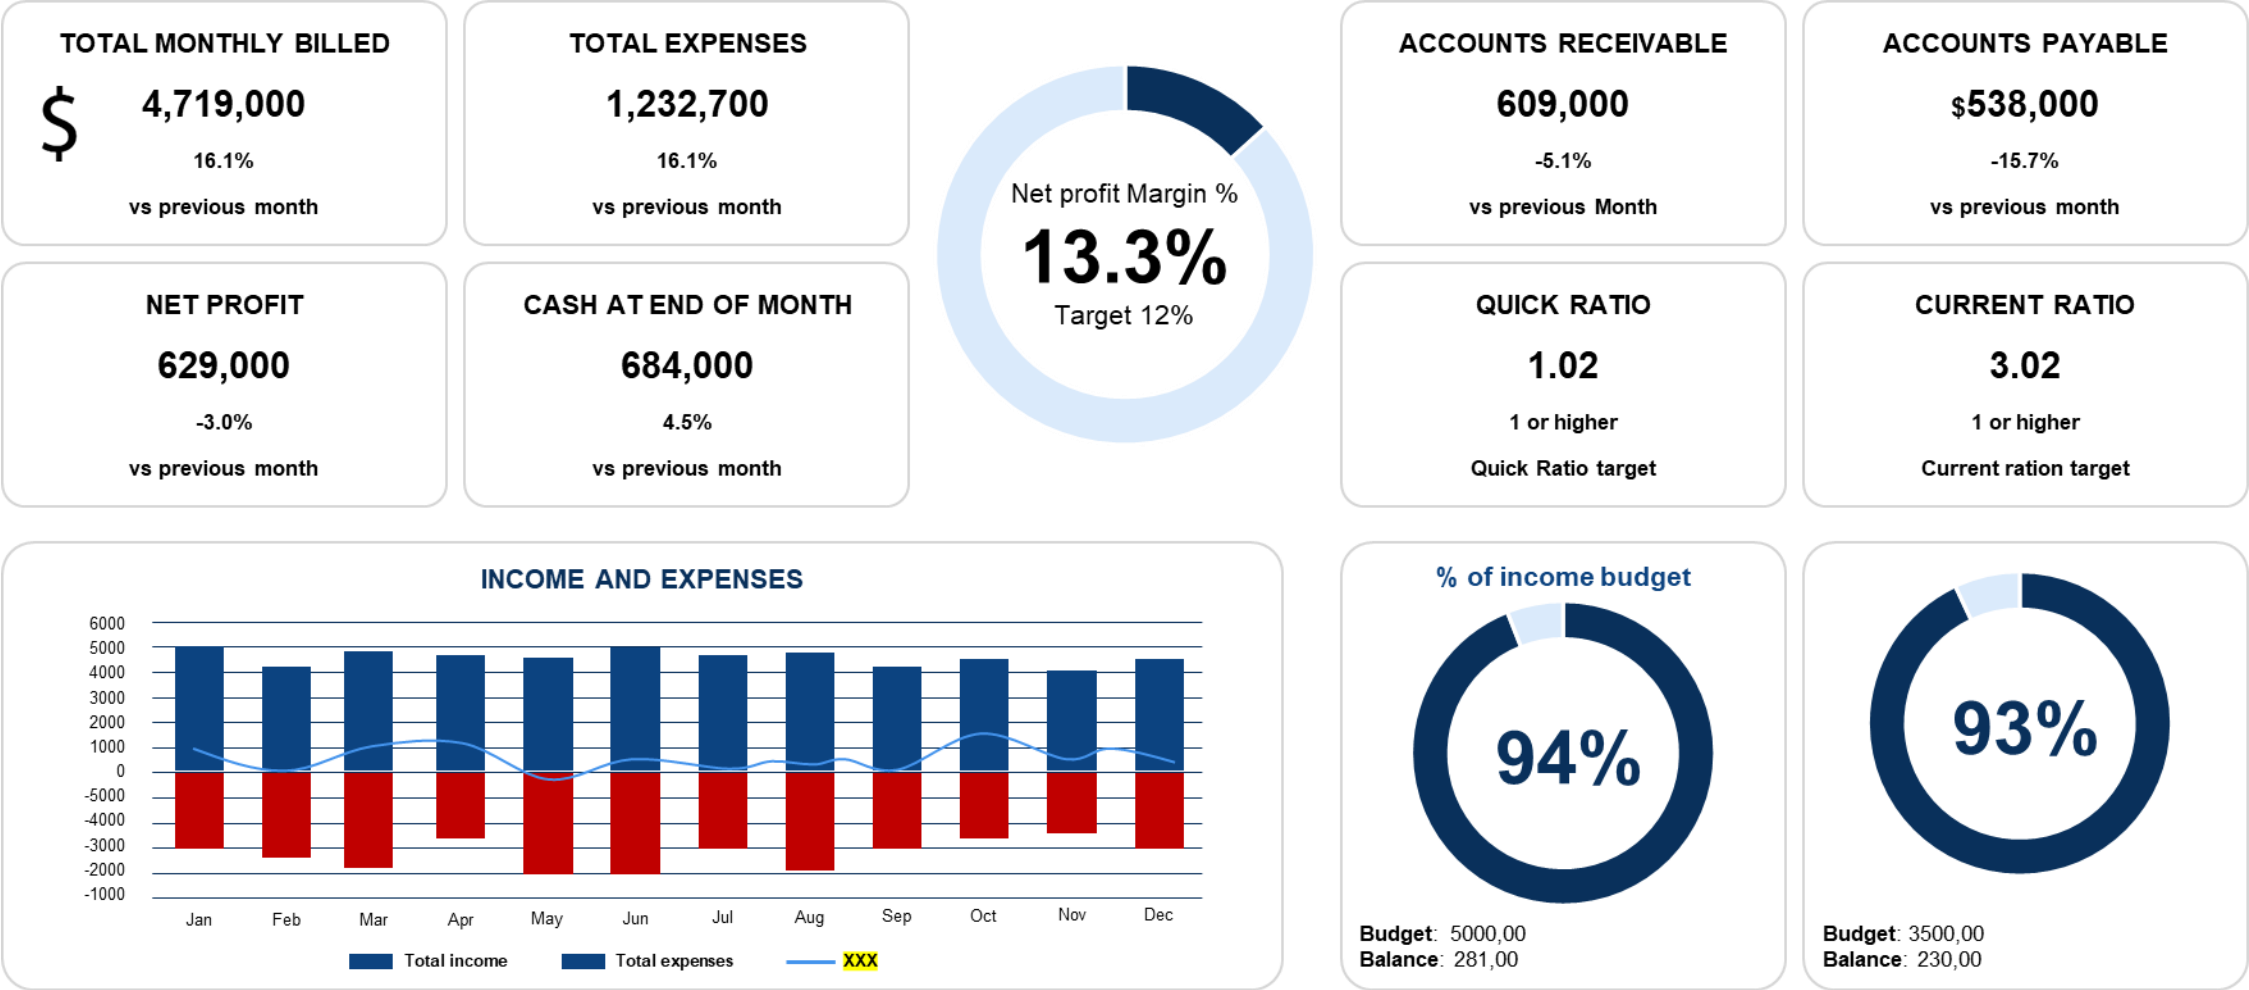 TOTAL MONTHLY BILLED
$
4,719,000
16.1%
vs previous month
TOTAL EXPENSES
1,232,700
16.1%
vs previous month
Net profit Margin %
13.3%
Target 12%
ACCOUNTS RECEIVABLE
609,000
-5.1%
vs previous Month
ACCOUNTS PAYABLE
$538,000
-15.7%
vs previous month
NET PROFIT
629,000
-3.0%
vs previous month
CASH AT END OF MONTH
684,000
4.5%
vs previous month
QUICK RATIO
1.02
1 or higher
Quick Ratio target
CURRENT RATIO
3.02
1 or higher
Current ration target
INCOME AND EXPENSES
6000
5000
4000
3000
2000
1000
0
-5000
-4000
-3000
-2000
-1000
Jan Feb Mar Apr May Jun Jul Aug Sep Oct Nov Dec
Total income Total expenses XXX
% of income budget
94%
Budget: 5000,00
Balance: 281,00
93%
Budget: 3500,00
Balance: 230,00